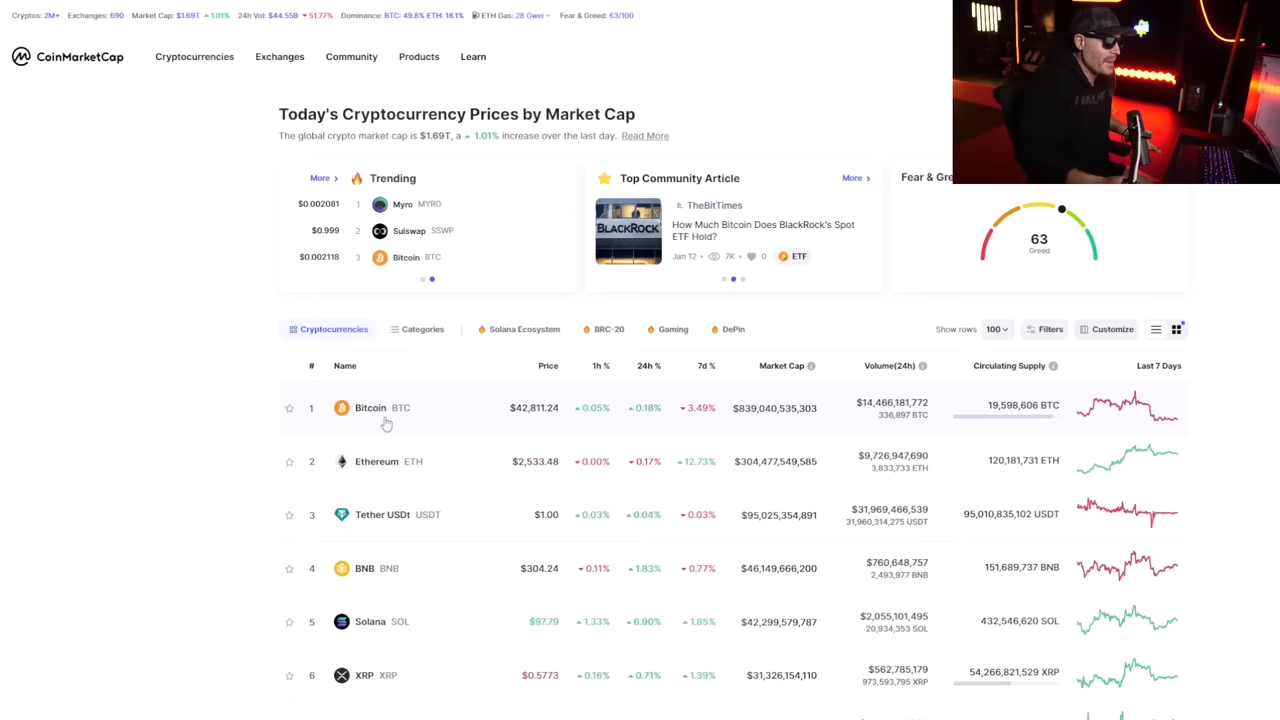 Cryptos: 2M+ Exchanges: 690 Market Cap: $1.69T 1.01% 24h Vol: $44.55B 51.77% Dominance: BTC: 49.8% ETH: 18.1% ETH Gas: 28 Gwei Fear & Greed: 63/100
CoinMarketCap Cryptocurrencies Exchanges Community Products Learn
Today's Cryptocurrency Prices by Market Cap
The global crypto market cap is $1.69T, a 1.01% increase over the last day. Read More
More Trending
$0.002081 1 Myro MYRO
$0.999 2 Suiswap SSWP
$0.002118 3 Bitcoin BTC
Top Community Article More
TheBitTimes
BLACKROCK
How Much Bitcoin Does BlackRock's Spot
ETF Hold?
Jan 12 • 7K • 0 ETF
Fear & Gre
63
Greed
Cryptocurrencies Categories Solana Ecosystem BRC-20 Gaming DePin Show rows 100 Filters Customize
# Name Price 1h % 24h % 7d % Market Cap Volume(24h) Circulating Supply Last 7 Days
1 Bitcoin BTC $42,811.24 0.05% 0.18% 3.49% $839,040,535,303 $14,466,181,772 19,598,606 BTC
336,897 BTC
2 Ethereum ETH $2,533.48 0.00% 0.17% 12.73% $304,477,549,585 $9,726,947,690 120,181,731 ETH
3,833,733 ETH
3 Tether USDt USDT $1.00 0.03% 0.04% 0.03% $95,025,354,891 $31,969,466,539 95,010,835,102 USDT
31,960,314,275 USDT
4 BNB BNB $304.24 0.11% 1.83% 0.77% $46,149,666,200 $760,648,757 151,689,737 BNB
2,493,977 BNB
5 Solana SOL $97.79 1.33% 6.90% 1.85% $42,299,579,787 $2,055,101,495 432,546,620 SOL
20,934,353 SOL
6 XRP XRP $0.5773 0.16% 0.71% 1.39% $31,326,154,110 $562,785,179 54,266,821,529 XRP
973,593,795 XRP